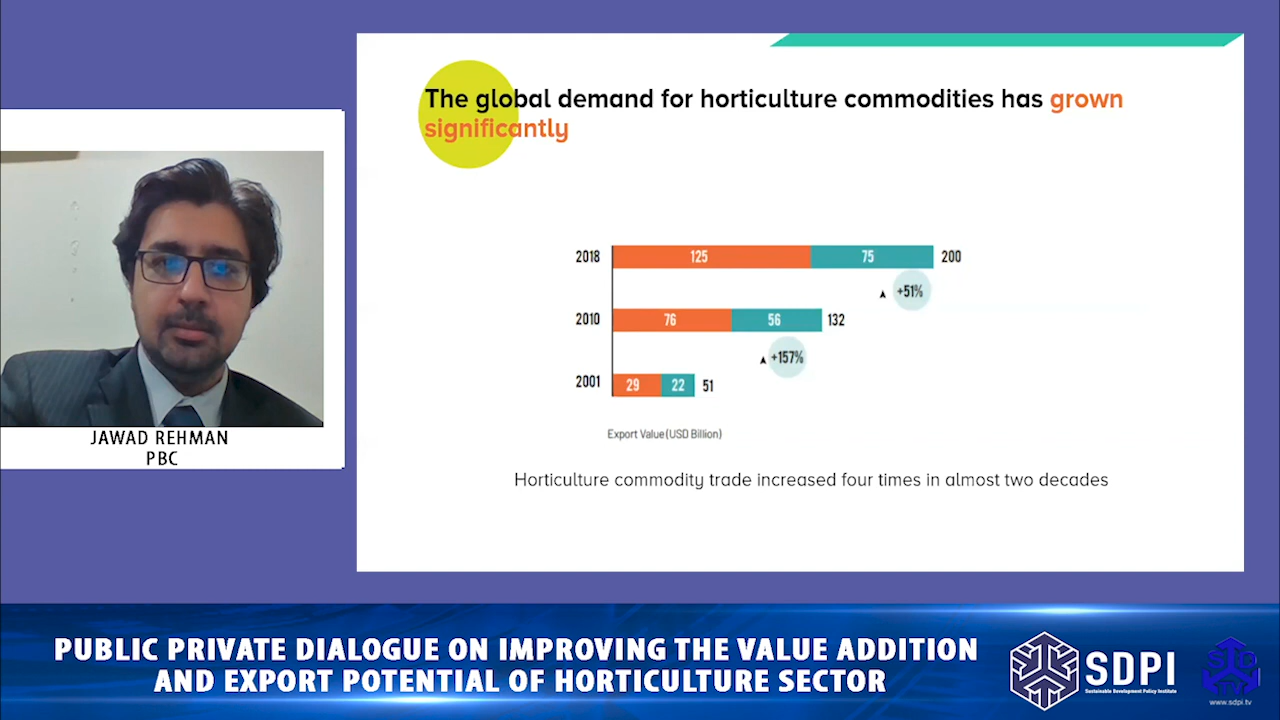 The global demand for horticulture commodities has grown
significantly
2018 125 75 200
+51%
2010 76 56 132
+157%
2001 29 22 51
Export Value (USD Billion)
Horticulture commodity trade increased four times in almost two decades
JAWAD REHMAN
PBC
PUBLIC PRIVATE DIALOGUE ON IMPROVING THE VALUE ADDITION
AND EXPORT POTENTIAL OF HORTICULTURE SECTOR
SDPI
Sustainable Development Policy Institute
SD
TV
www.sdpi.tv